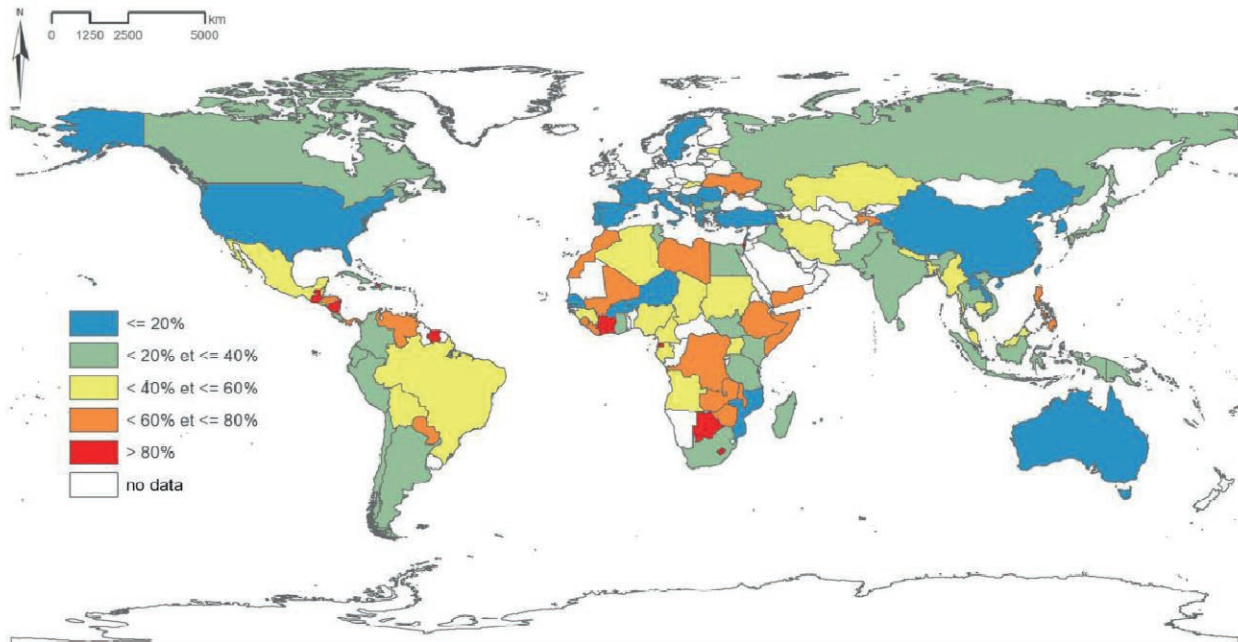 km
0 1250 2500 5000
N
<= 20%
< 20% et <= 40%
< 40% et <= 60%
< 60% et <= 80%
> 80%
no data